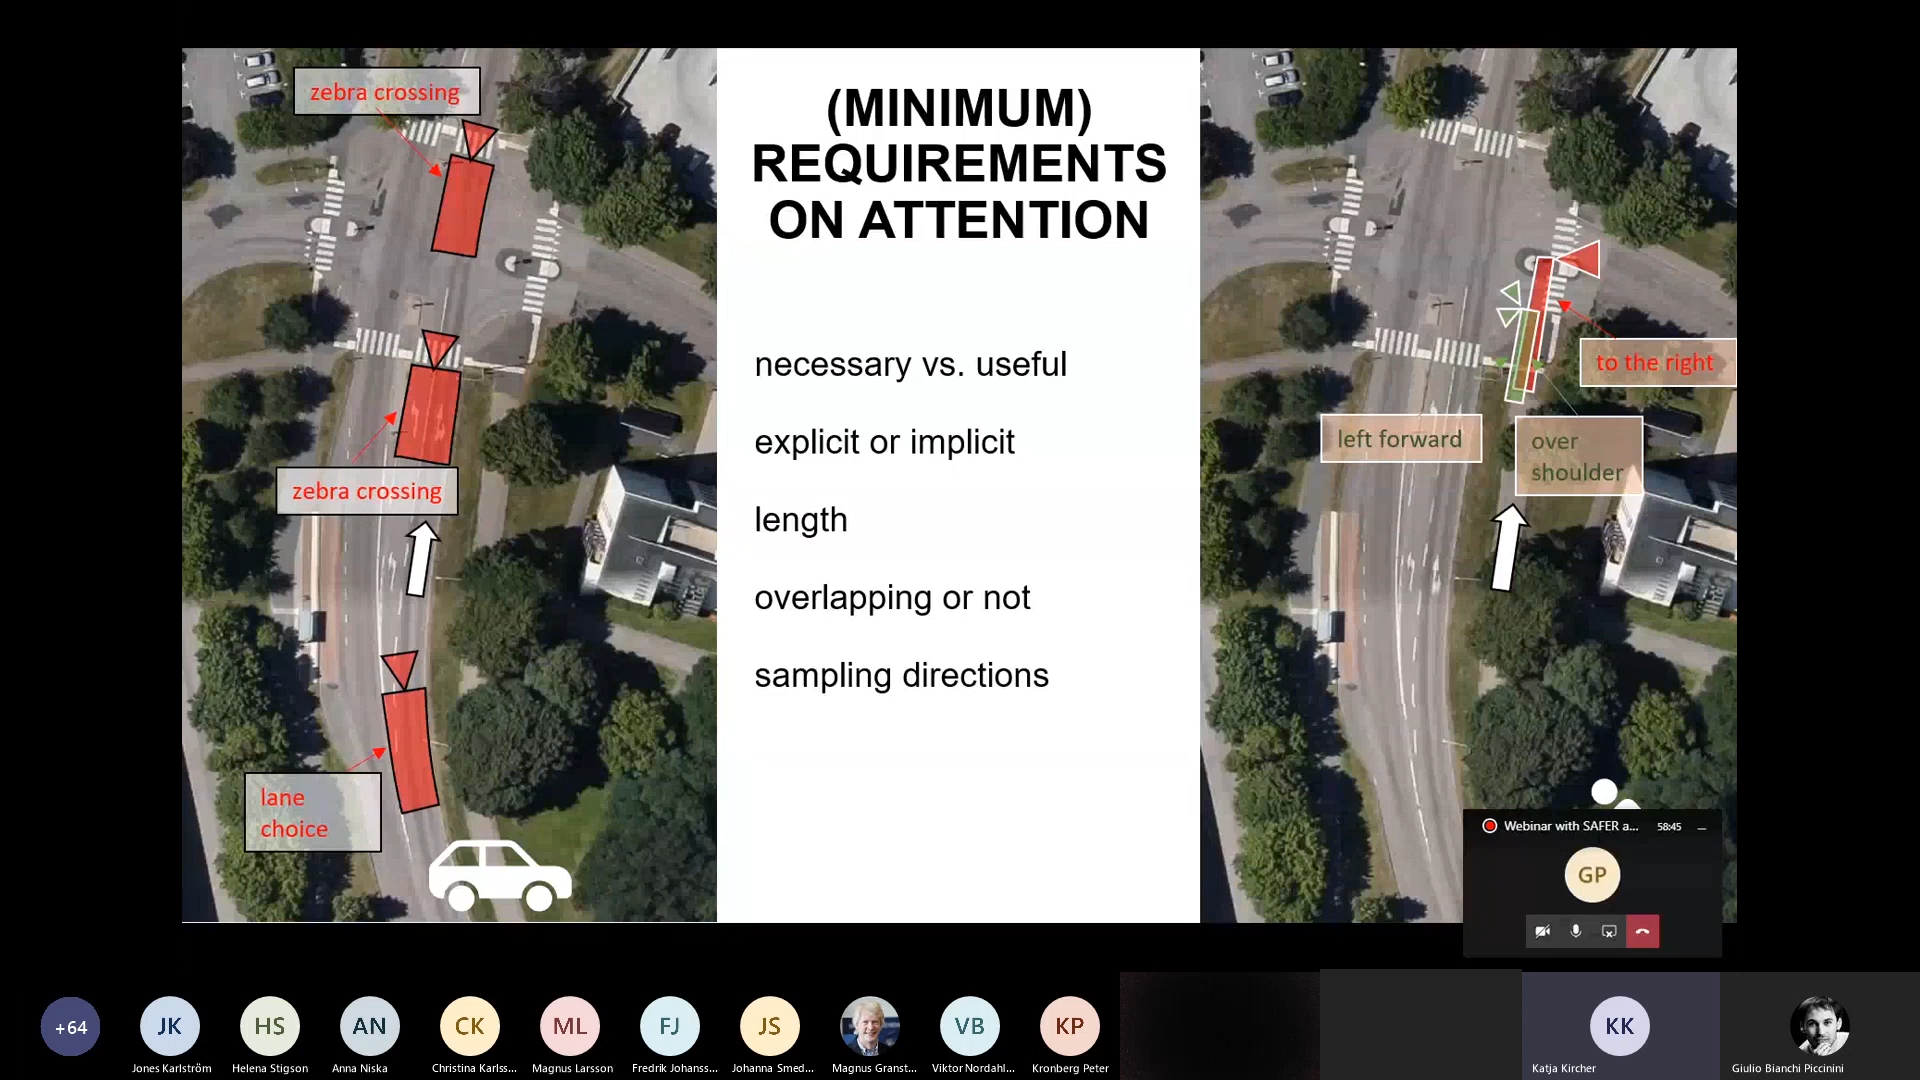 zebra crossing
zebra crossing
lane
choice
(MINIMUM)
REQUIREMENTS
ON ATTENTION
necessary vs. useful
explicit or implicit
length
overlapping or not
sampling directions
to the right
left forward
over
shoulder
Webinar with SAFER a...
58:45
GP
+64
JK
HS
AN
CK
ML
FJ
JS
VB
KP
KK
Jones Karlström
Helena Stigson
Anna Niska
Christina Karlss...
Magnus Larsson
Fredrik Johanss...
Johanna Smed...
Magnus Granst...
Viktor Nordahl...
Kronberg Peter
Katja Kircher
Giulio Bianchi Piccinini